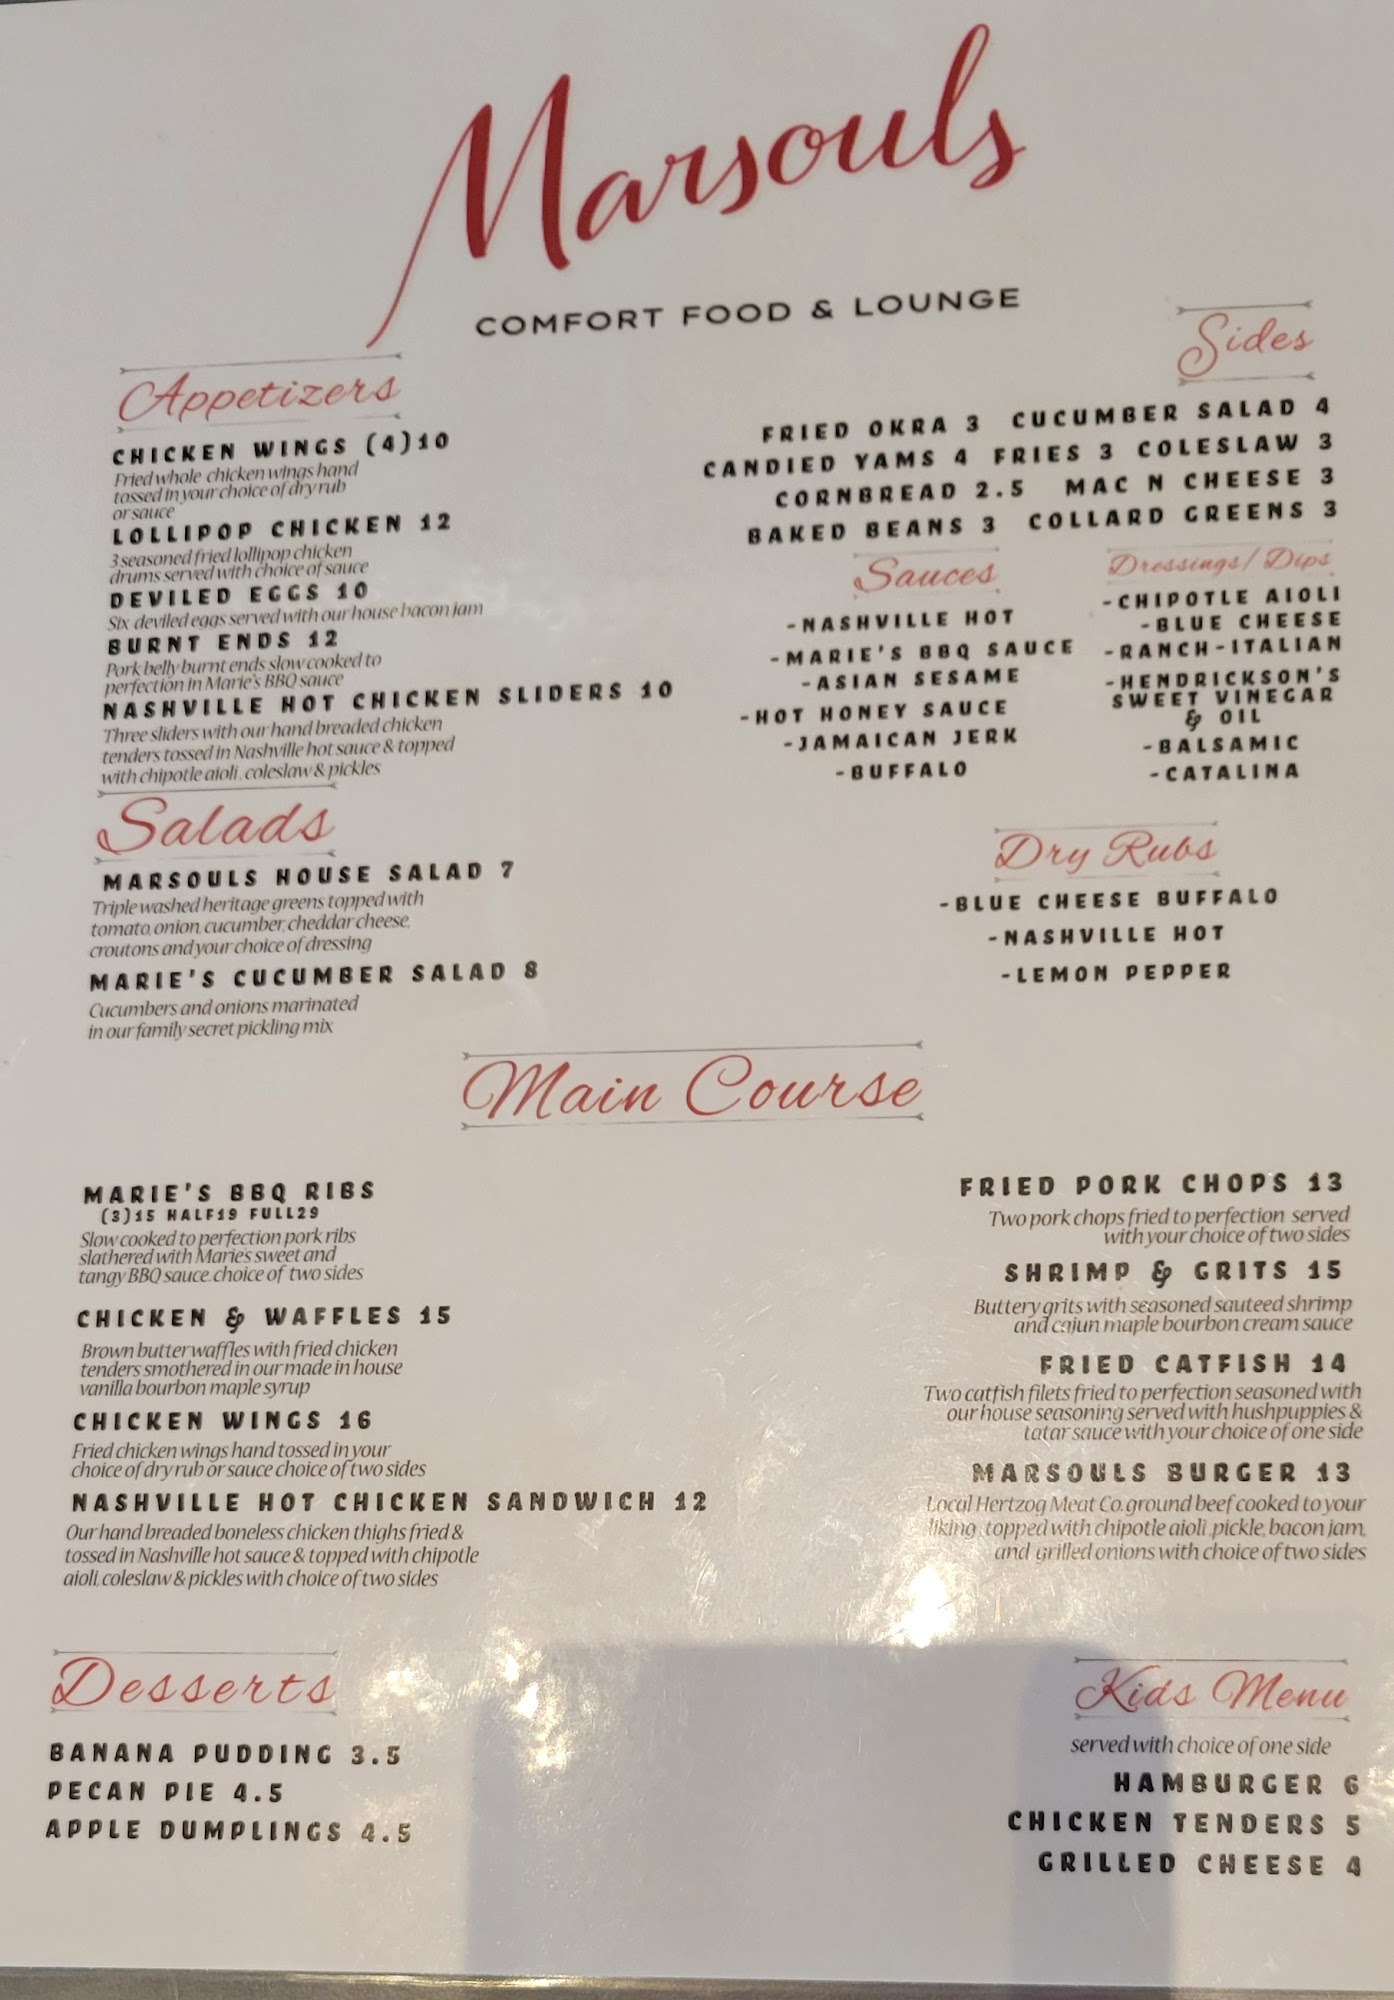 Marsouls
COMFORT FOOD & LOUNGE
Appetizers
CHICKEN WINGS (4)10
Fried whole chicken wings hand
tossed in your choice of dry rub
or sauce
LOLLIPOP CHICKEN 12
3 seasoned fried lollipop chicken
drums served with choice of sauce
DEVILED EGGS 10
Six deviled eggs served with our house bacon jam
BURNT ENDS 12
Pork belly burnt ends slow cooked to
perfection in Marie's BBQ sauce
NASHVILLE HOT CHICKEN SLIDERS 10
Three sliders with our hand breaded chicken
tenders tossed in Nashville hot sauce & topped
with chipotle aioli, coleslaw & pickles
Salads
MARSOULS HOUSE SALAD 7
Triple washed heritage greens topped with
tomato, onion, cucumber, cheddar cheese,
croutons and your choice of dressing
MARIE'S CUCUMBER SALAD 8
Cucumbers and onions marinated
in our family secret pickling mix
Sides
FRIED OKRA 3 CUCUMBER SALAD 4
CANDIED YAMS 4 FRIES 3 COLESLAW 3
CORNBREAD 2.5 MAC N CHEESE 3
BAKED BEANS 3 COLLARD GREENS 3
Sauces
-NASHVILLE HOT
-MARIE'S BBQ SAUCE
-ASIAN SESAME
-HOT HONEY SAUCE
-JAMAICAN JERK
-BUFFALO
Dressings/Dips
-CHIPOTLE AIOLI
-BLUE CHEESE
-RANCH-ITALIAN
-HENDRICKSON'S
SWEET VINEGAR
& OIL
-BALSAMIC
-CATALINA
Dry Rubs
-BLUE CHEESE BUFFALO
-NASHVILLE HOT
-LEMON PEPPER
Main Course
MARIE'S BBQ RIBS
(3)15 HALF19 FULL29
Slow cooked to perfection pork ribs
slathered with Marie's sweet and
tangy BBQ sauce. choice of two sides
CHICKEN & WAFFLES 15
Brown butter waffles with fried chicken
tenders smothered in our made in house
vanilla bourbon maple syrup
CHICKEN WINGS 16
Fried chicken wings hand tossed in your
choice of dry rub or sauce choice of two sides
NASHVILLE HOT CHICKEN SANDWICH 12
Our hand breaded boneless chicken thighs fried &
tossed in Nashville hot sauce & topped with chipotle
aioli, coleslaw & pickles with choice of two sides
FRIED PORK CHOPS 13
Two pork chops fried to perfection served
with your choice of two sides
SHRIMP & GRITS 15
Buttery grits with seasoned sauteed shrimp
and cajun maple bourbon cream sauce
FRIED CATFISH 14
Two catfish filets fried to perfection seasoned with
our house seasoning served with hushpuppies &
tatar sauce with your choice of one side
MARSOULS BURGER 13
Local Hertzog Meat Co. ground beef cooked to your
liking, topped with chipotle aioli, pickle, bacon jam,
and grilled onions with choice of two sides
Desserts
BANANA PUDDING 3.5
PECAN PIE 4.5
APPLE DUMPLINGS 4.5
Kids Menu
served with choice of one side
HAMBURGER 6
CHICKEN TENDERS 5
GRILLED CHEESE 4